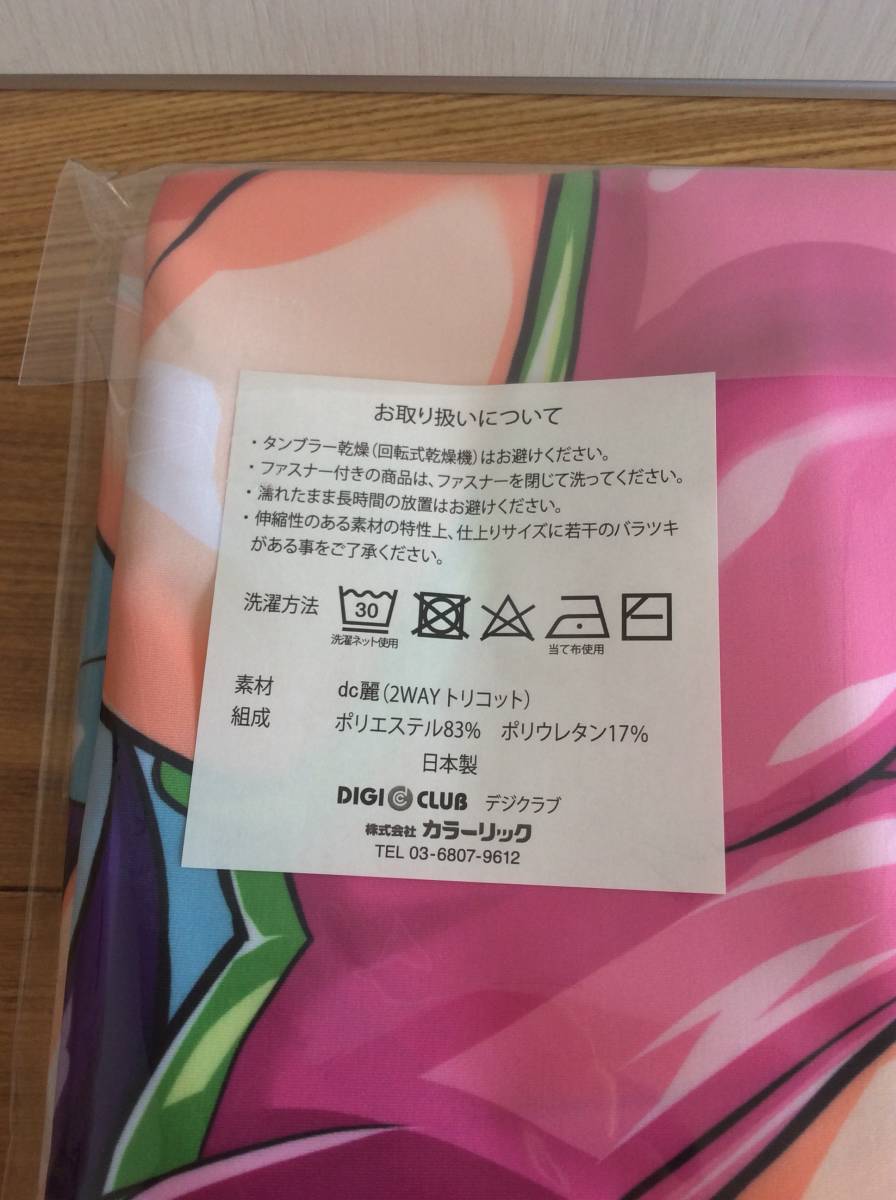 お取り扱いについて
・タンブラー乾燥(回転式乾燥機)はお避けください。
・ファスナー付きの商品は、ファスナーを閉じて洗ってください。
・濡れたまま長時間の放置はお避けください。
・伸縮性のある素材の特性上、仕上りサイズに若干のバラツキ
がある事をご了承ください。
洗濯方法
30
洗濯ネット使用
当て布使用
素材 dc麗(2WAYトリコット)
組成 ポリエステル83% ポリウレタン17%
日本製
DIGI C CLUB デジクラブ
株式会社 カラーリック
TEL 03-6807-9612